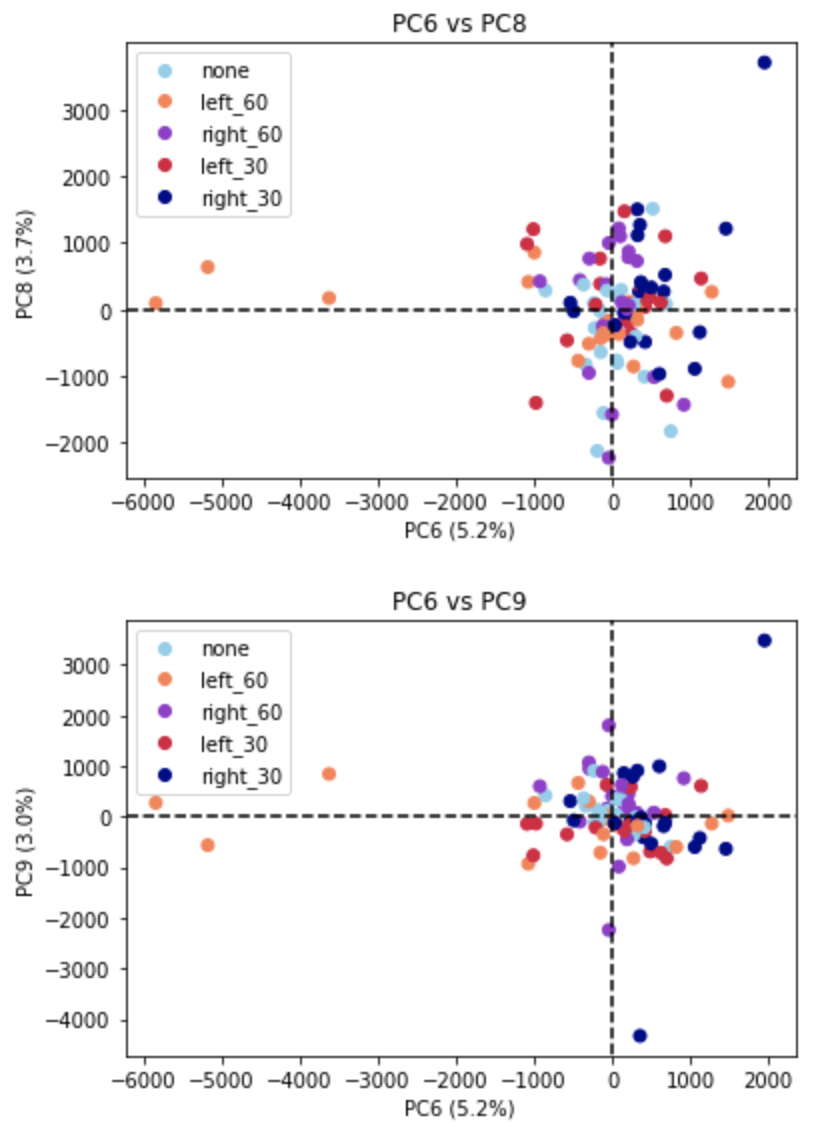 PC6 vs PC8
none
left_60
right_60
left_30
right_30
3000
2000
1000
0
−1000
−2000
PC8 (3.7%)
−6000 −5000 −4000 −3000 −2000 −1000 0 1000 2000
PC6 (5.2%)
PC6 vs PC9
none
left_60
right_60
left_30
right_30
3000
2000
1000
0
−1000
−2000
−3000
−4000
PC9 (3.0%)
−6000 −5000 −4000 −3000 −2000 −1000 0 1000 2000
PC6 (5.2%)